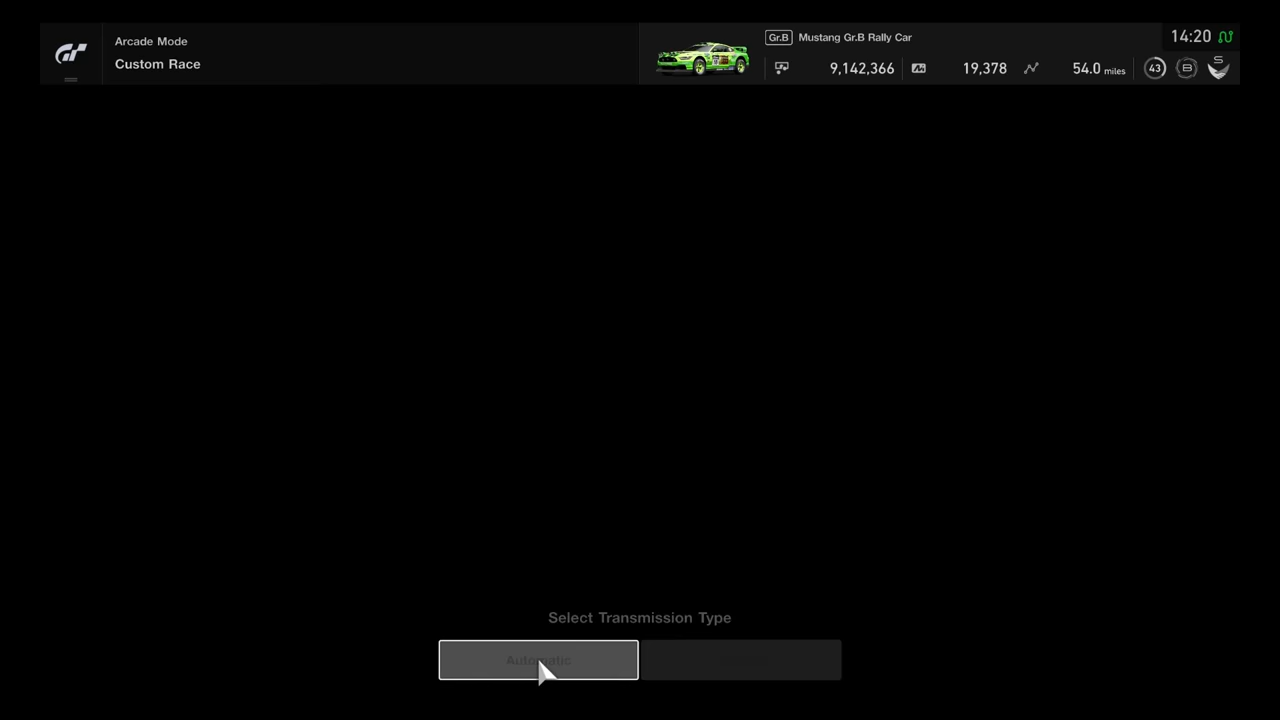 Arcade Mode
Custom Race
Gr.B Mustang Gr.B Rally Car
9,142,366
19,378
54.0 miles
14:20
43
B
S
Select Transmission Type
Automatic